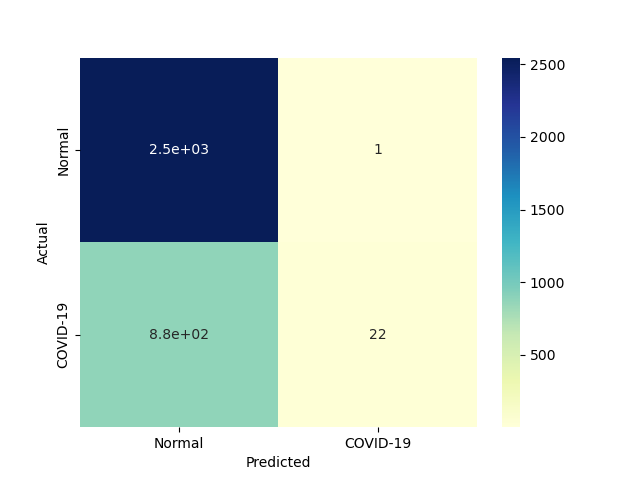 Actual
Normal
2.5e+03
1
COVID-19
8.8e+02
22
Normal
COVID-19
Predicted
2500
2000
1500
1000
500